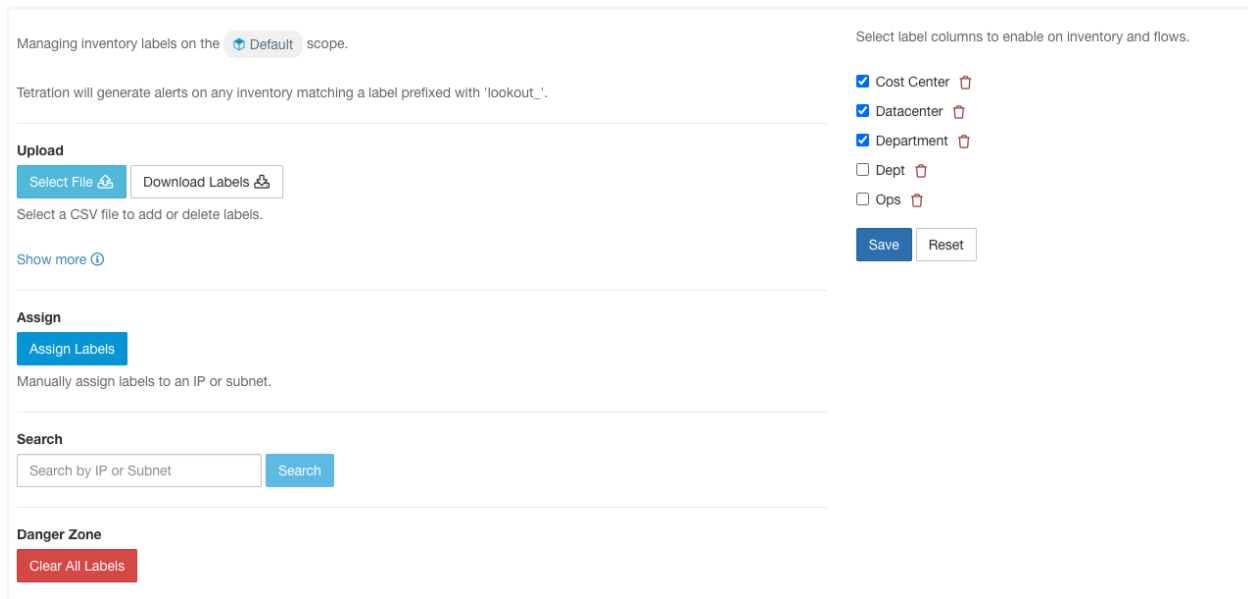 Managing inventory labels on the Default scope.
Tetration will generate alerts on any inventory matching a label prefixed with 'lookout_'.
Upload
Select File Download Labels
Select a CSV file to add or delete labels.
Show more
Assign
Assign Labels
Manually assign labels to an IP or subnet.
Search
Search by IP or Subnet Search
Danger Zone
Clear All Labels
Select label columns to enable on inventory and flows.
Cost Center
Datacenter
Department
Dept
Ops
Save Reset